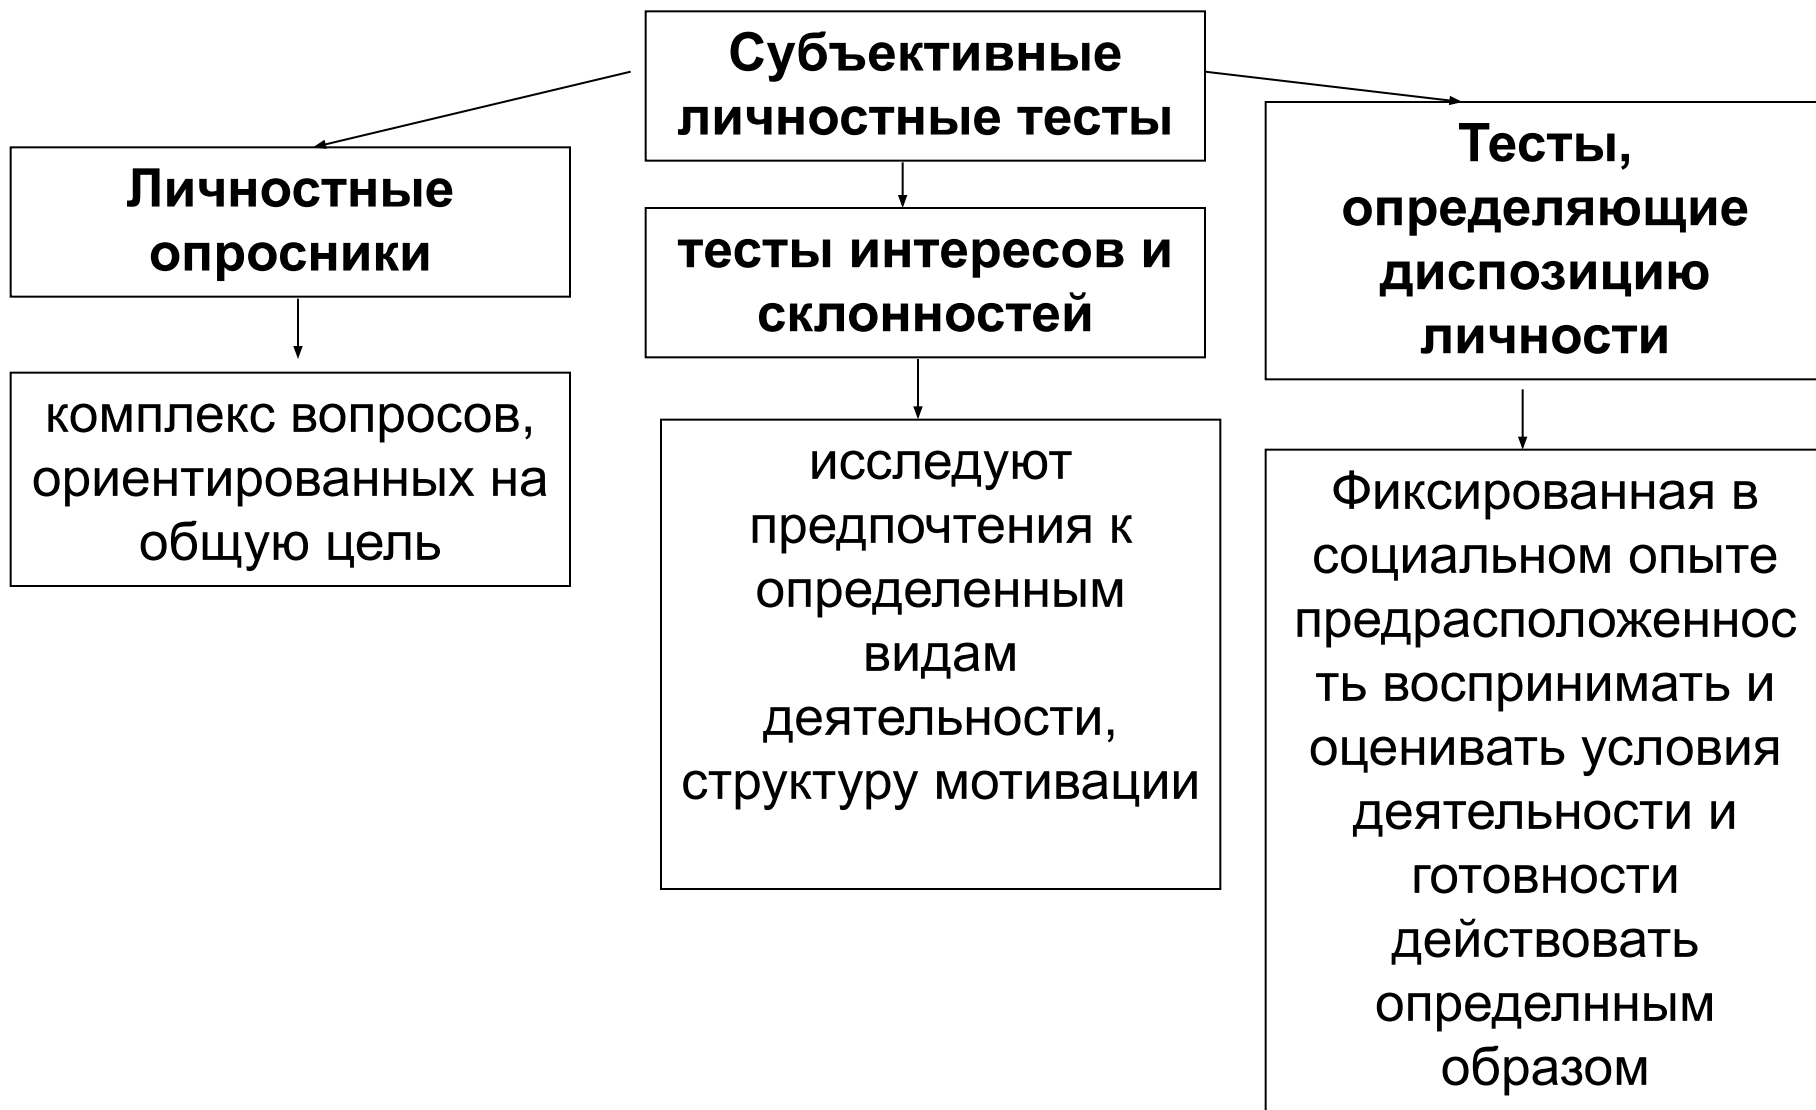 Субъективные
личностные тесты
Личностные
опросники
комплекс вопросов,
ориентированных на
общую цель
тесты интересов и
склонностей
исследуют
предпочтения к
определенным
видам
деятельности,
структуру мотивации
Тесты,
определяющие
диспозицию
личности
Фиксированная в
социальном опыте
предрасположеннос
ть воспринимать и
оценивать условия
деятельности и
готовности
действовать
определнным
образом